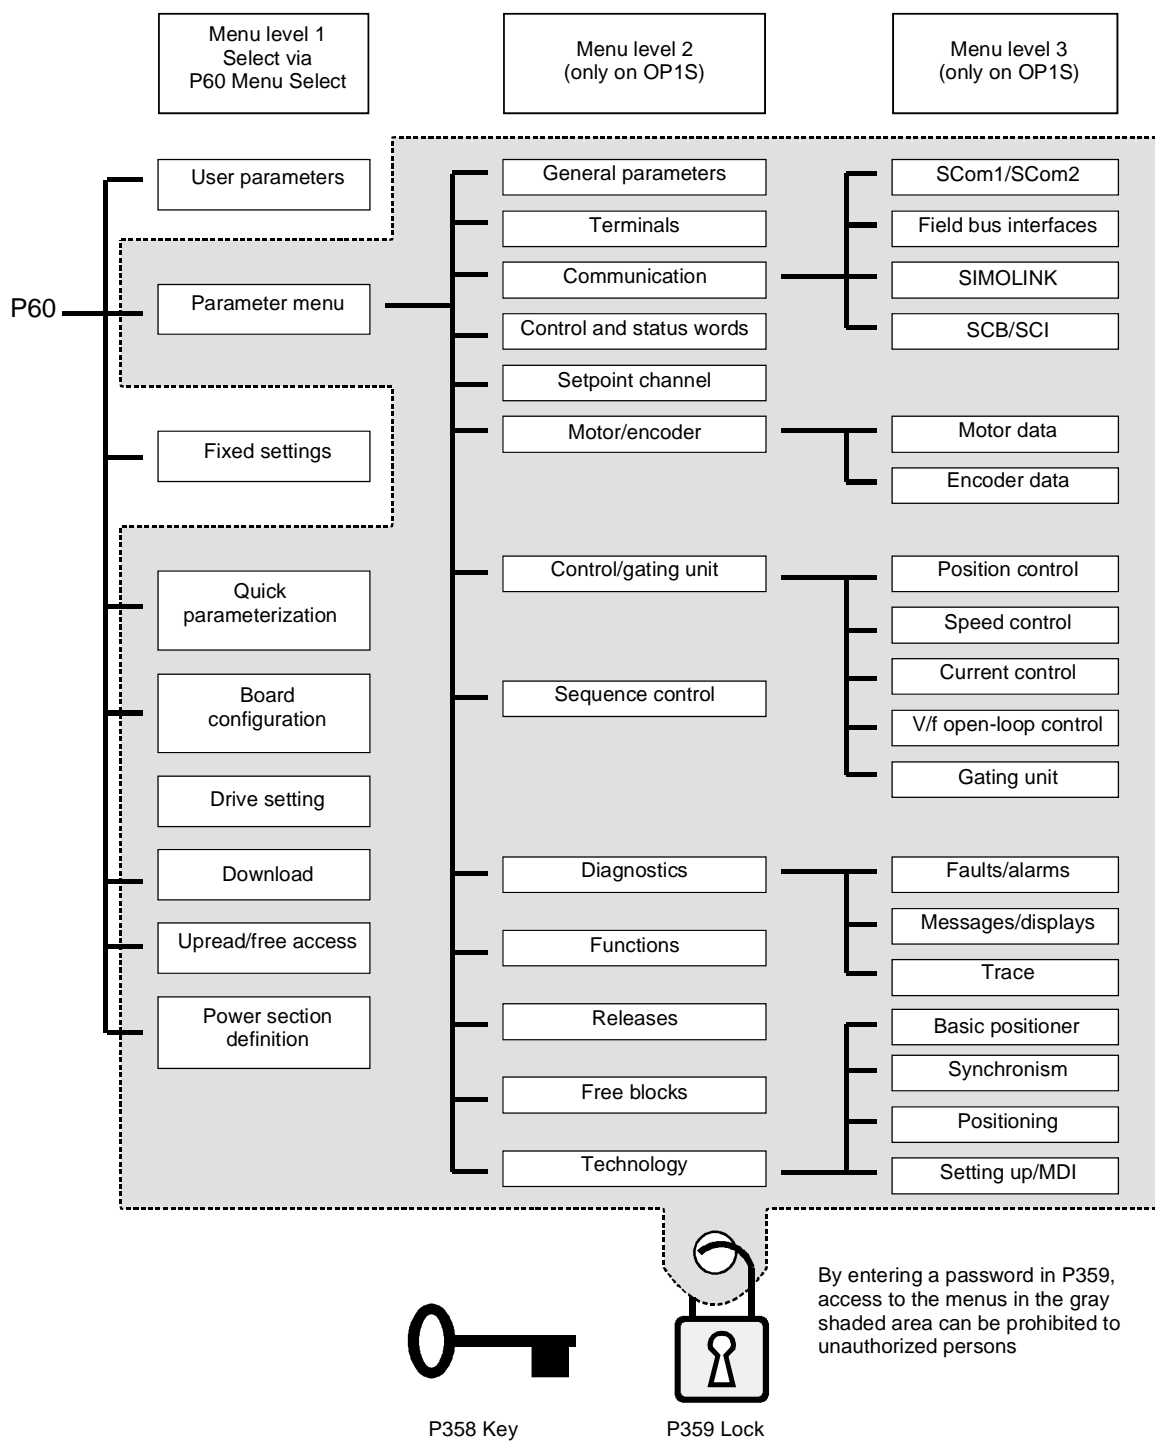 Menu level 1
Select via
P60 Menu Select
Menu level 2
(only on OP1S)
Menu level 3
(only on OP1S)
P60
User parameters
Parameter menu
Fixed settings
Quick
parameterization
Board
configuration
Drive setting
Download
Upread/free access
Power section
definition
General parameters
Terminals
Communication
Control and status words
Setpoint channel
Motor/encoder
Control/gating unit
Sequence control
Diagnostics
Functions
Releases
Free blocks
Technology
SCom1/SCom2
Field bus interfaces
SIMOLINK
SCB/SCI
Motor data
Encoder data
Position control
Speed control
Current control
V/f open-loop control
Gating unit
Faults/alarms
Messages/displays
Trace
Basic positioner
Synchronism
Positioning
Setting up/MDI
By entering a password in P359,
access to the menus in the gray
shaded area can be prohibited to
unauthorized persons
P358 Key
P359 Lock